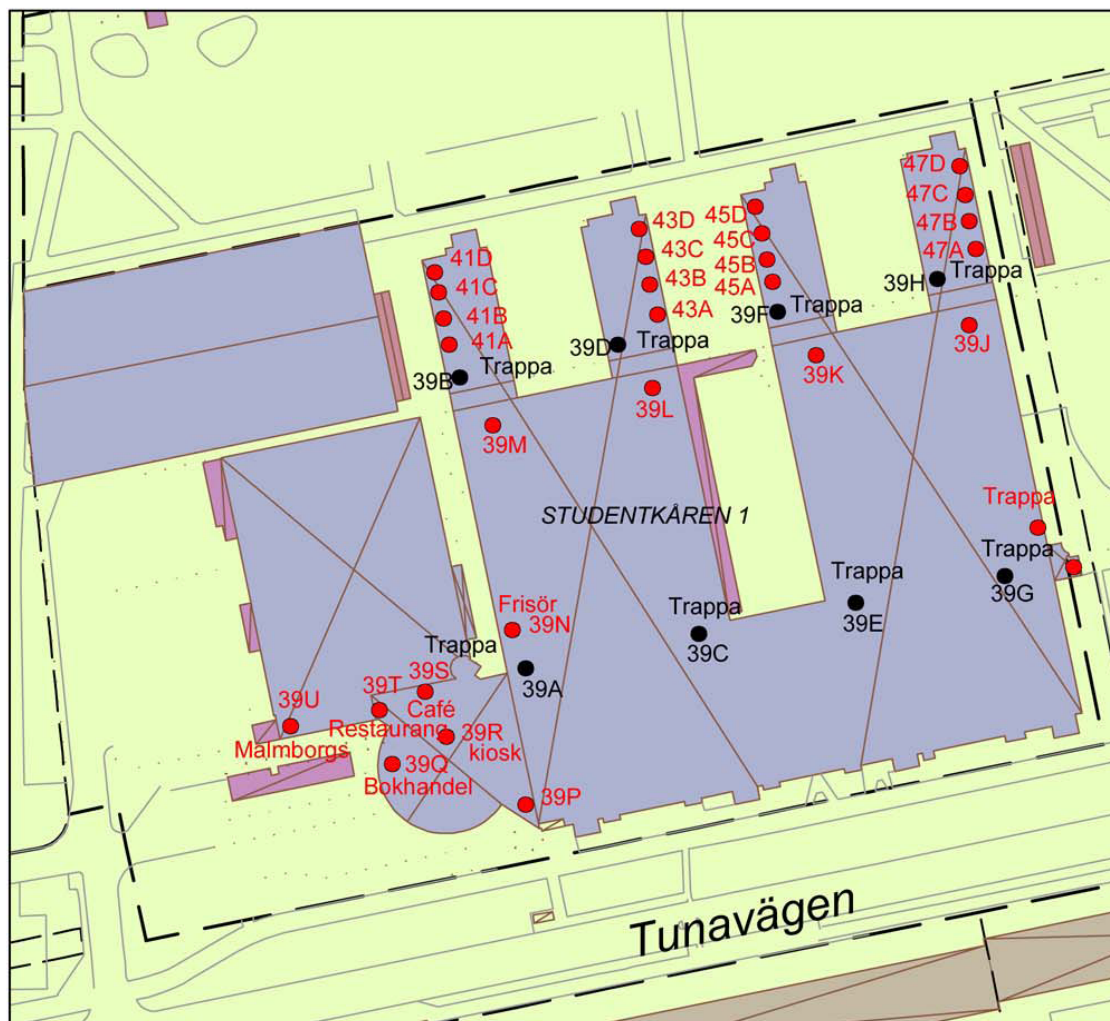 47D
47C
47B
47A
39H Trappa
43D
43C
43B
43A
45D
45C
45B
45A
39F Trappa
41D
41C
41B
41A
39B Trappa
39D Trappa
39J
39K
39L
39M
STUDENTKÅREN 1
Trappa
Trappa
39G
Trappa
39E
Trappa
39C
Frisör
39N
Trappa
39A
39S
Café
39T
Restaurang
39U
Malmborgs
39R
kiosk
39Q
Bokhandel
39P
Tunavägen